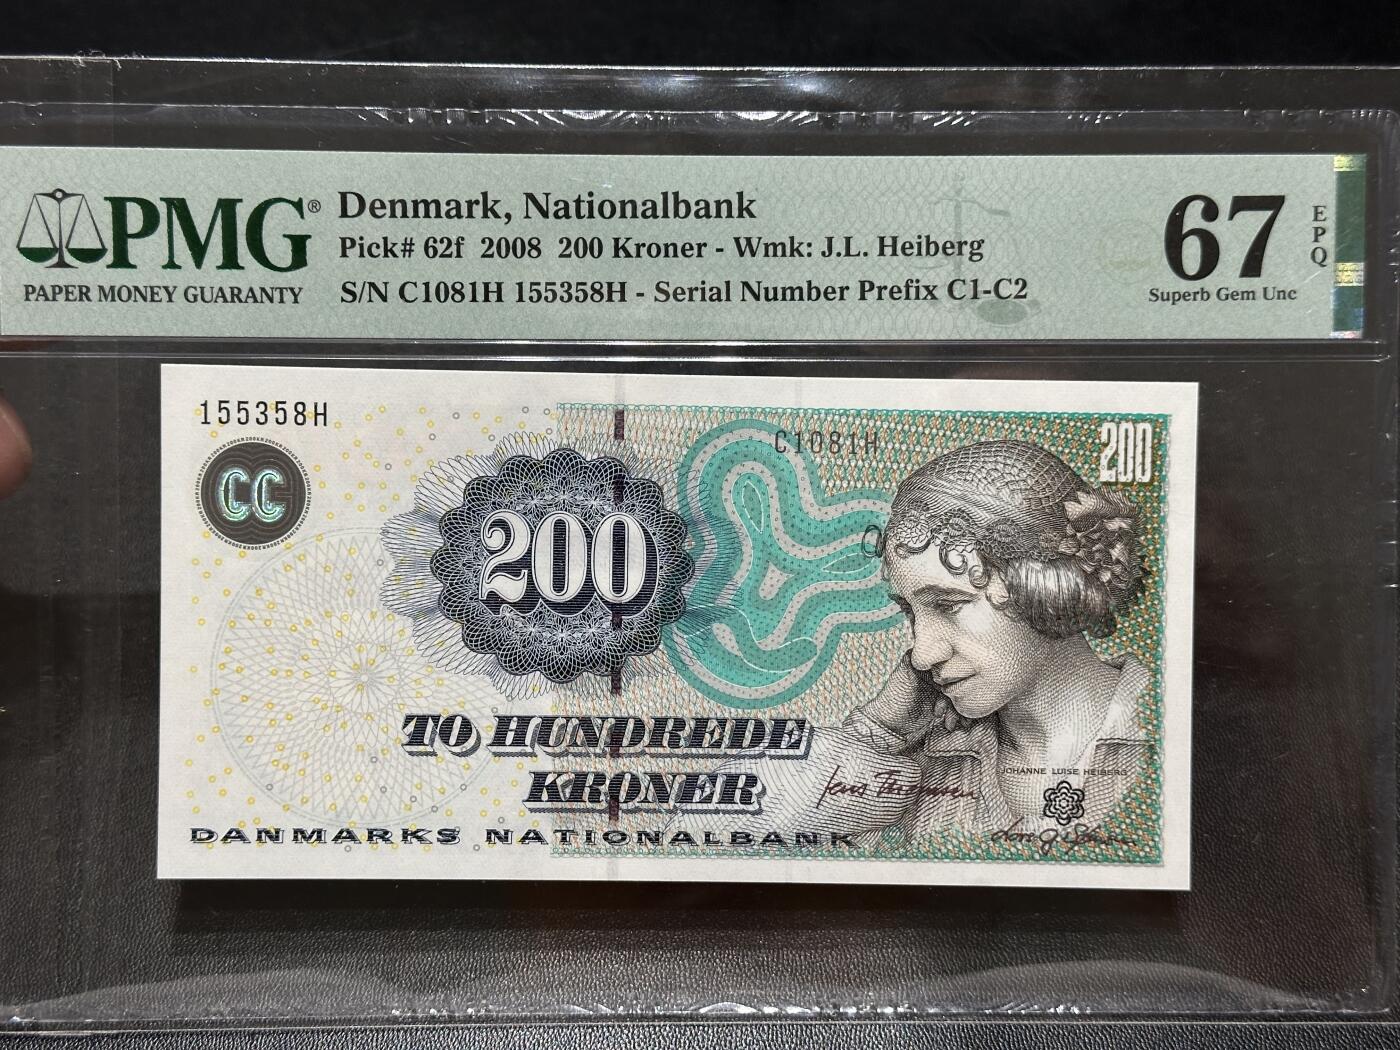 PMG®
PAPER MONEY GUARANTY
Denmark, Nationalbank
Pick# 62f 2008 200 Kroner - Wmk: J.L. Heiberg
S/N C1081H 155358H - Serial Number Prefix C1-C2
67
EPQ
Superb Gem Unc
155358H
C1081H
200
CC
200
TO HUNDREDE
KRONER
JOHANNE LUISE HEIBERG
DANMARKS NATIONALBANK